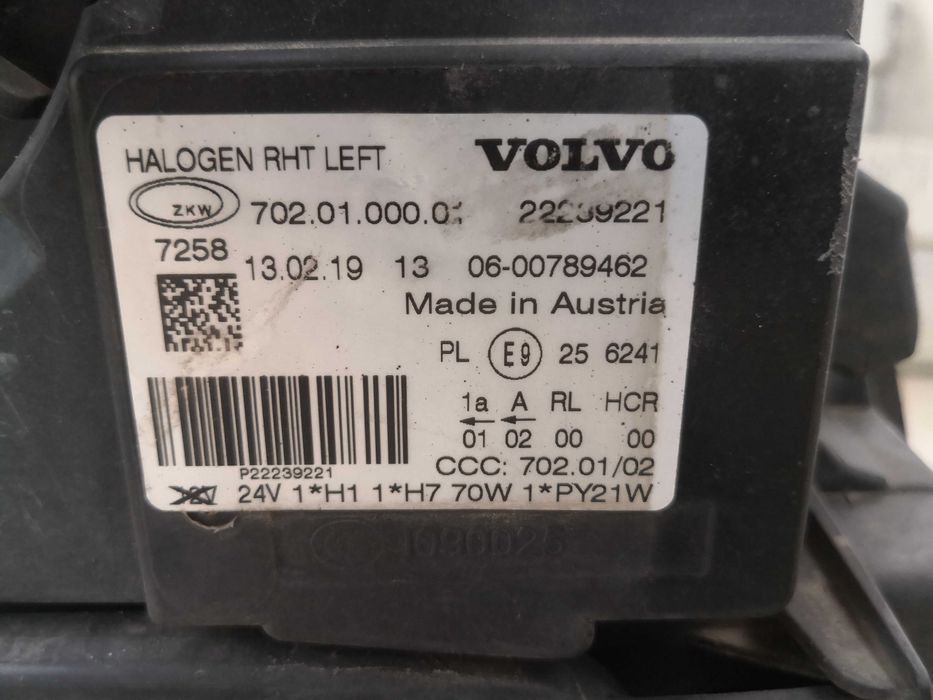 HALOGEN RHT LEFT VOLVO
ZKW 702.01.000.0 22239221
7258
13.02.19 13 06-00789462
Made in Austria
PL E9 25 6241
1a A RL HCR
01 02 00 00
P22239221
CCC: 702.01/02
12V 24V 1*H1 1*H7 70W 1*PY21W